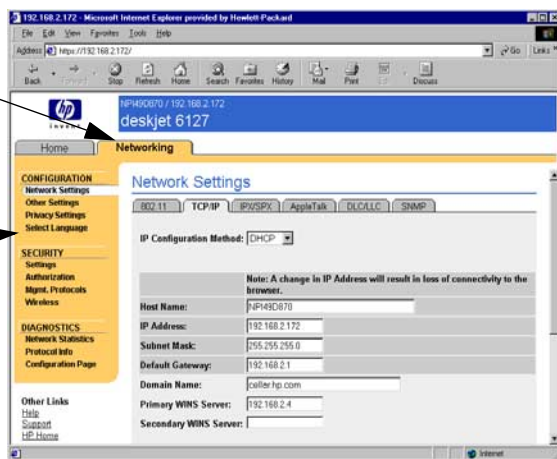 192.168.2.172 - Microsoft Internet Explorer provided by Hewlett-Packard
File Edit View Favorites Tools Help
Address https://192.168.2.172/ Go Links
Back Forward Stop Refresh Home Search Favorites History Mail Print Edit Discuss
hp
invent
NPI49D870 / 192.168.2.172
deskjet 6127
Home Networking
CONFIGURATION
Network Settings
Other Settings
Privacy Settings
Select Language
SECURITY
Settings
Authorization
Mgmt. Protocols
Wireless
DIAGNOSTICS
Network Statistics
Protocol Info
Configuration Page
Other Links
Help
Support
HP Home
Network Settings
802.11 TCP/IP IPX/SPX AppleTalk DLC/LLC SNMP
IP Configuration Method: DHCP
Note: A change in IP Address will result in loss of connectivity to the
browser.
Host Name: NPI49D870
IP Address: 192.168.2.172
Subnet Mask: 255.255.255.0
Default Gateway: 192.168.2.1
Domain Name: celler.hp.com
Primary WINS Server: 192.168.2.4
Secondary WINS Server:
Internet